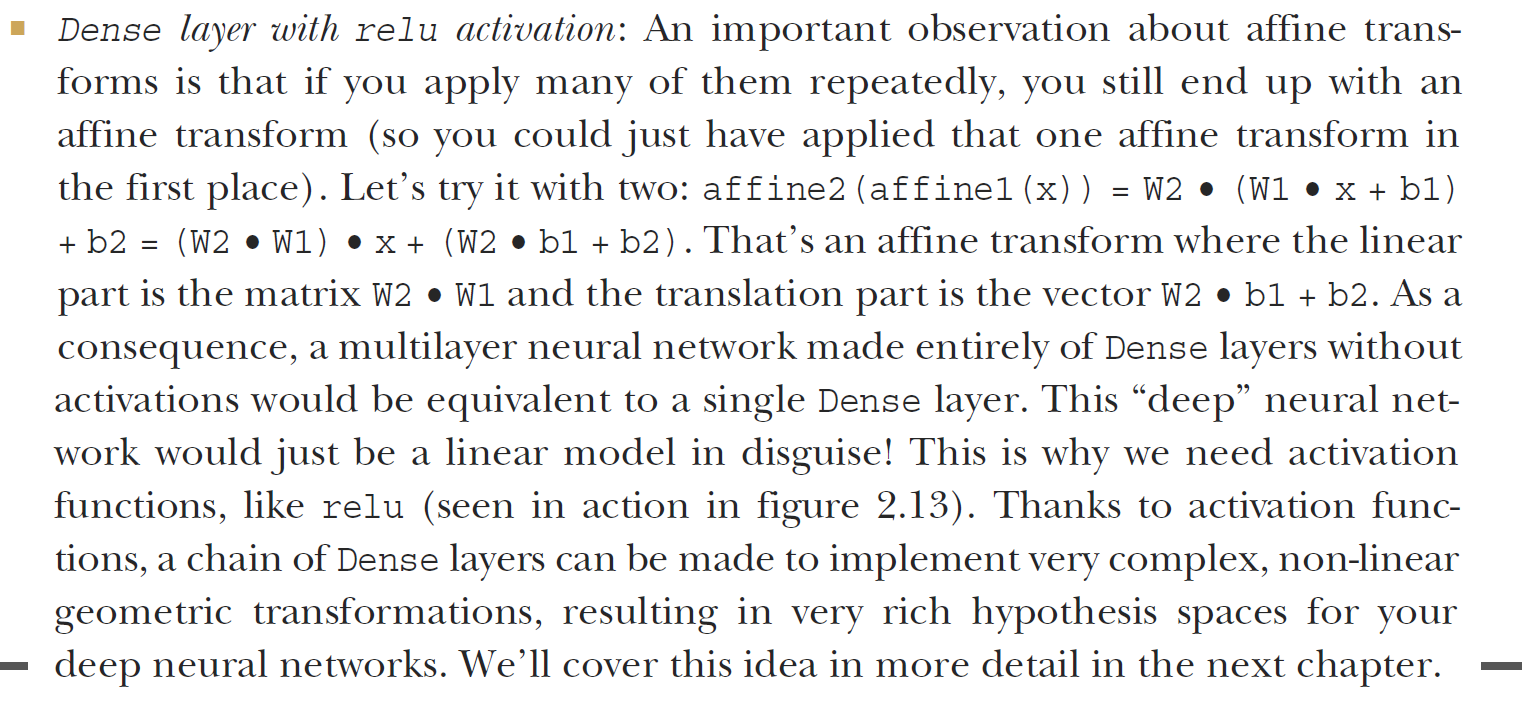 ■ Dense layer with relu activation: An important observation about affine trans-
forms is that if you apply many of them repeatedly, you still end up with an
affine transform (so you could just have applied that one affine transform in
the first place). Let’s try it with two: affine2(affine1(x)) = W2 • (W1 • x + b1)
+ b2 = (W2 • W1) • x + (W2 • b1 + b2). That’s an affine transform where the linear
part is the matrix W2 • W1 and the translation part is the vector W2 • b1 + b2. As a
consequence, a multilayer neural network made entirely of Dense layers without
activations would be equivalent to a single Dense layer. This “deep” neural net-
work would just be a linear model in disguise! This is why we need activation
functions, like relu (seen in action in figure 2.13). Thanks to activation func-
tions, a chain of Dense layers can be made to implement very complex, non-linear
geometric transformations, resulting in very rich hypothesis spaces for your
deep neural networks. We’ll cover this idea in more detail in the next chapter.